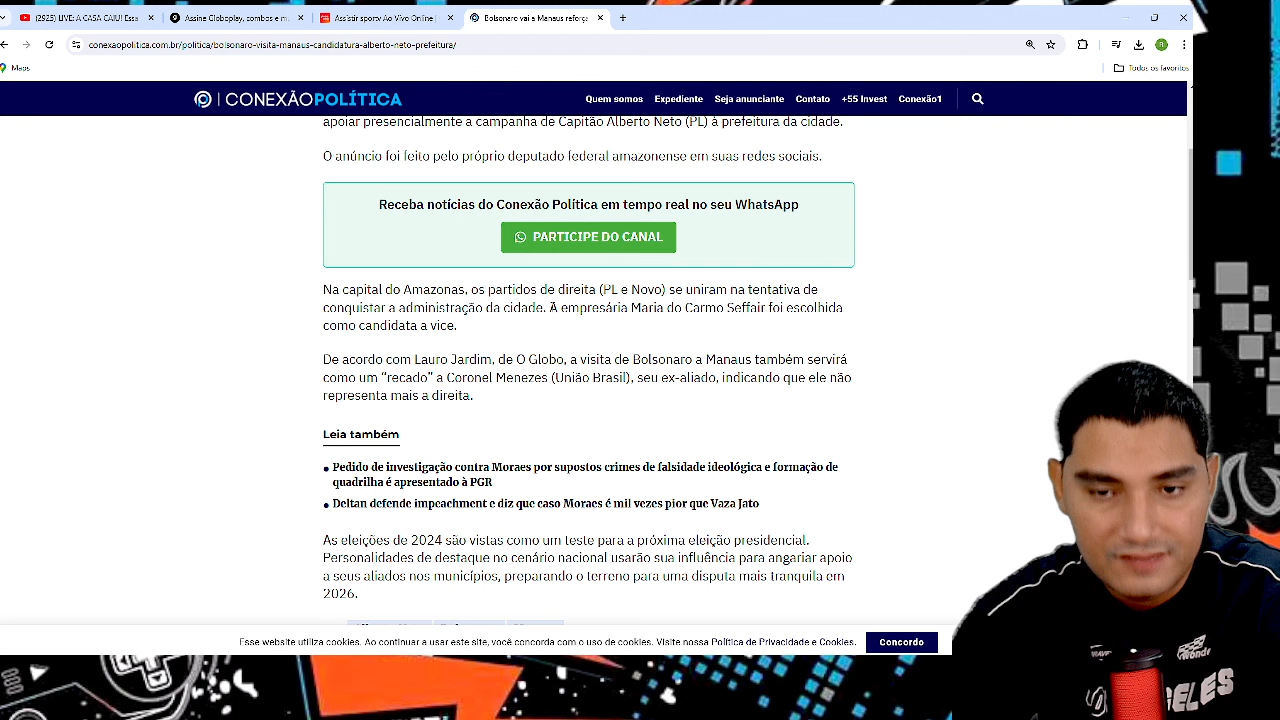 (2925) LIVE: A CASA CAIU! Essa
Assine Globoplay, combos e m
Assistir sporv Ao Vivo Online |
Bolsonaro vai a Manaus reforç
conexaopolitica.com.br/politica/bolsonaro-visita-manaus-candidatura-alberto-neto-prefeitura/
Maps
Todos os favoritos
CONEXÃOPOLÍTICA
Quem somos Expediente Seja anunciante Contato +55 Invest Conexão1
apoiar presencialmente a campanha de Capitão Alberto Neto (PL) à prefeitura da cidade.
O anúncio foi feito pelo próprio deputado federal amazonense em suas redes sociais.
Receba notícias do Conexão Política em tempo real no seu WhatsApp
PARTICIPE DO CANAL
Na capital do Amazonas, os partidos de direita (PL e Novo) se uniram na tentativa de
conquistar a administração da cidade. A empresária Maria do Carmo Seffair foi escolhida
como candidata a vice.
De acordo com Lauro Jardim, de O Globo, a visita de Bolsonaro a Manaus também servirá
como um “recado” a Coronel Menezes (União Brasil), seu ex-aliado, indicando que ele não
representa mais a direita.
Leia também
Pedido de investigação contra Moraes por supostos crimes de falsidade ideológica e formação de
quadrilha é apresentado à PGR
Deltan defende impeachment e diz que caso Moraes é mil vezes pior que Vaza Jato
As eleições de 2024 são vistas como um teste para a próxima eleição presidencial.
Personalidades de destaque no cenário nacional usarão sua influência para angariar apoio
a seus aliados nos municípios, preparando o terreno para uma disputa mais tranquila em
2026.
Esse website utiliza cookies. Ao continuar a usar este site, você concorda com o uso de cookies. Visite nossa Política de Privacidade e Cookies.
Concordo